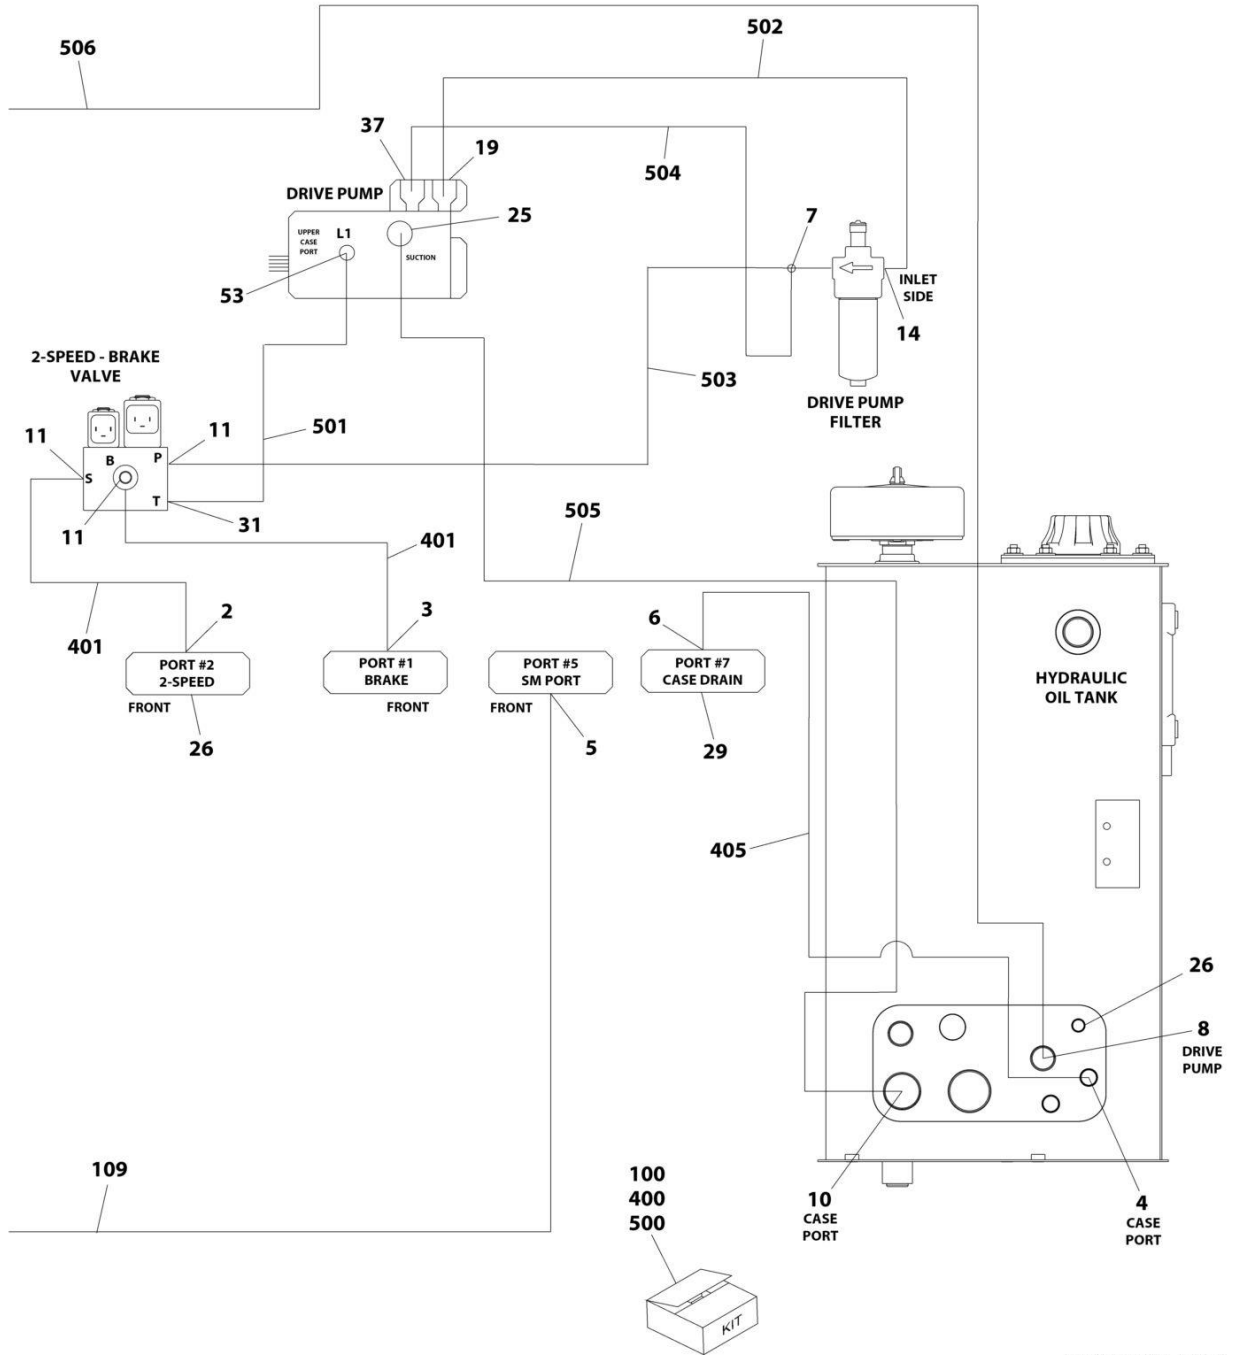 502
506
37
19
504
DRIVE PUMP
7
25
UPPER
CASE
PORT
L1
SUCTION
INLET
SIDE
53
14
2-SPEED - BRAKE
VALVE
503
DRIVE PUMP
FILTER
11
11
501
B
P
S
T
11
31
505
401
401
2
3
6
PORT #2
2-SPEED
PORT #1
BRAKE
PORT #5
SM PORT
PORT #7
CASE DRAIN
HYDRAULIC
OIL TANK
FRONT
FRONT
FRONT
26
5
29
405
26
8
DRIVE
PUMP
109
100
400
500
10
CASE
PORT
4
CASE
PORT
KIT